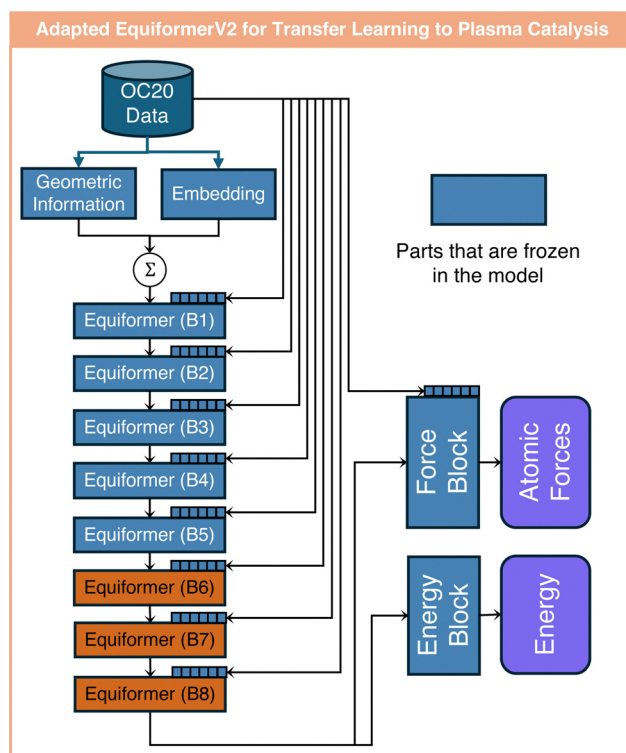 Adapted EquiformerV2 for Transfer Learning to Plasma Catalysis
OC20
Data
Geometric
Information
Embedding
Σ
Parts that are frozen
in the model
Equiformer (B1)
Equiformer (B2)
Equiformer (B3)
Equiformer (B4)
Equiformer (B5)
Equiformer (B6)
Equiformer (B7)
Equiformer (B8)
Force
Block
Atomic
Forces
Energy
Block
Energy